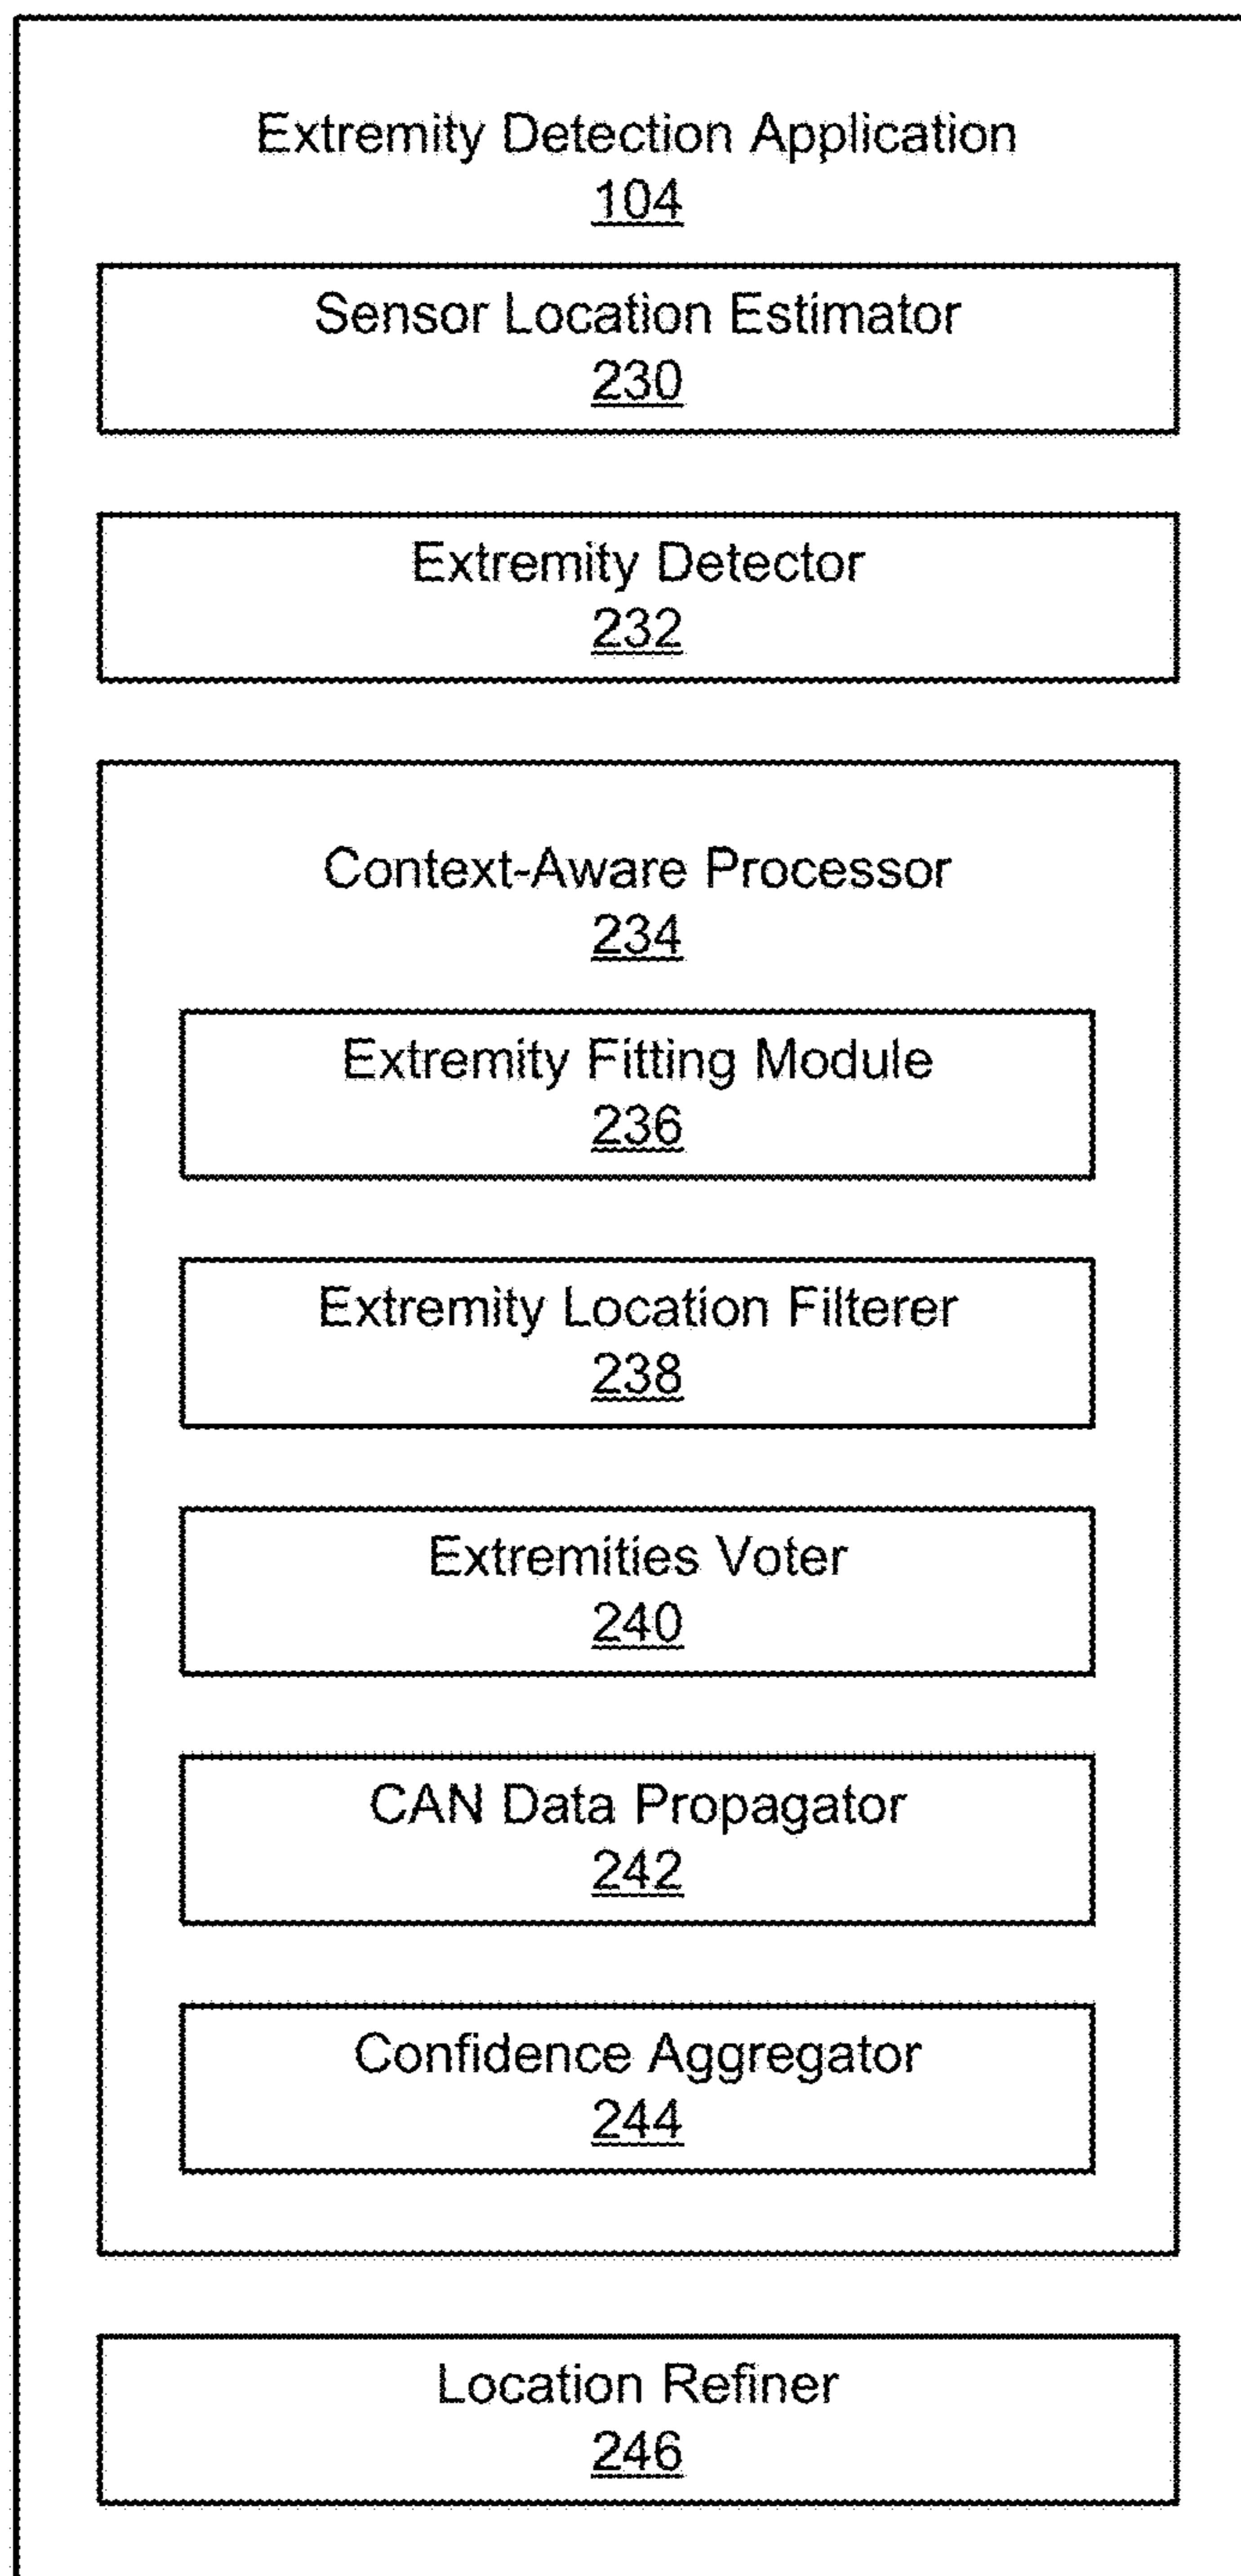 Extremity Detection Application
104
Sensor Location Estimator
230
Extremity Detector
232
Context-Aware Processor
234
Extremity Fitting Module
236
Extremity Location Filterer
238
Extremities Voter
240
CAN Data Propagator
242
Confidence Aggregator
244
Location Refiner
246